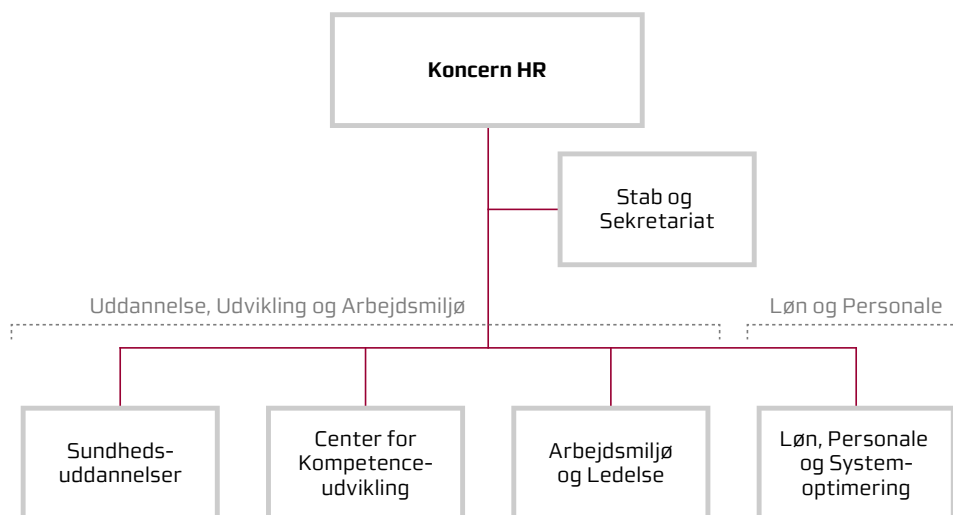 Koncern HR
Stab og
Sekretariat
Uddannelse, Udvikling og Arbejdsmiljø
Løn og Personale
Sundheds-
uddannelser
Center for
Kompetence-
udvikling
Arbejdsmiljø
og Ledelse
Løn, Personale
og System-
optimering